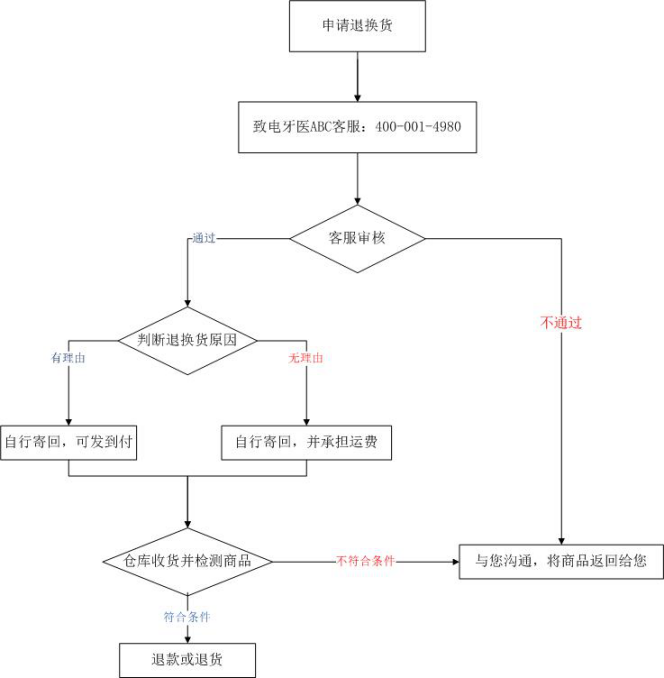 申请退换货
致电牙医ABC客服：400-001-4980
客服审核
通过
不通过
判断退换货原因
有理由
无理由
自行寄回，可发到付
自行寄回，并承担运费
仓库收货并检测商品
不符合条件
与您沟通，将商品返回给您
符合条件
退款或退货